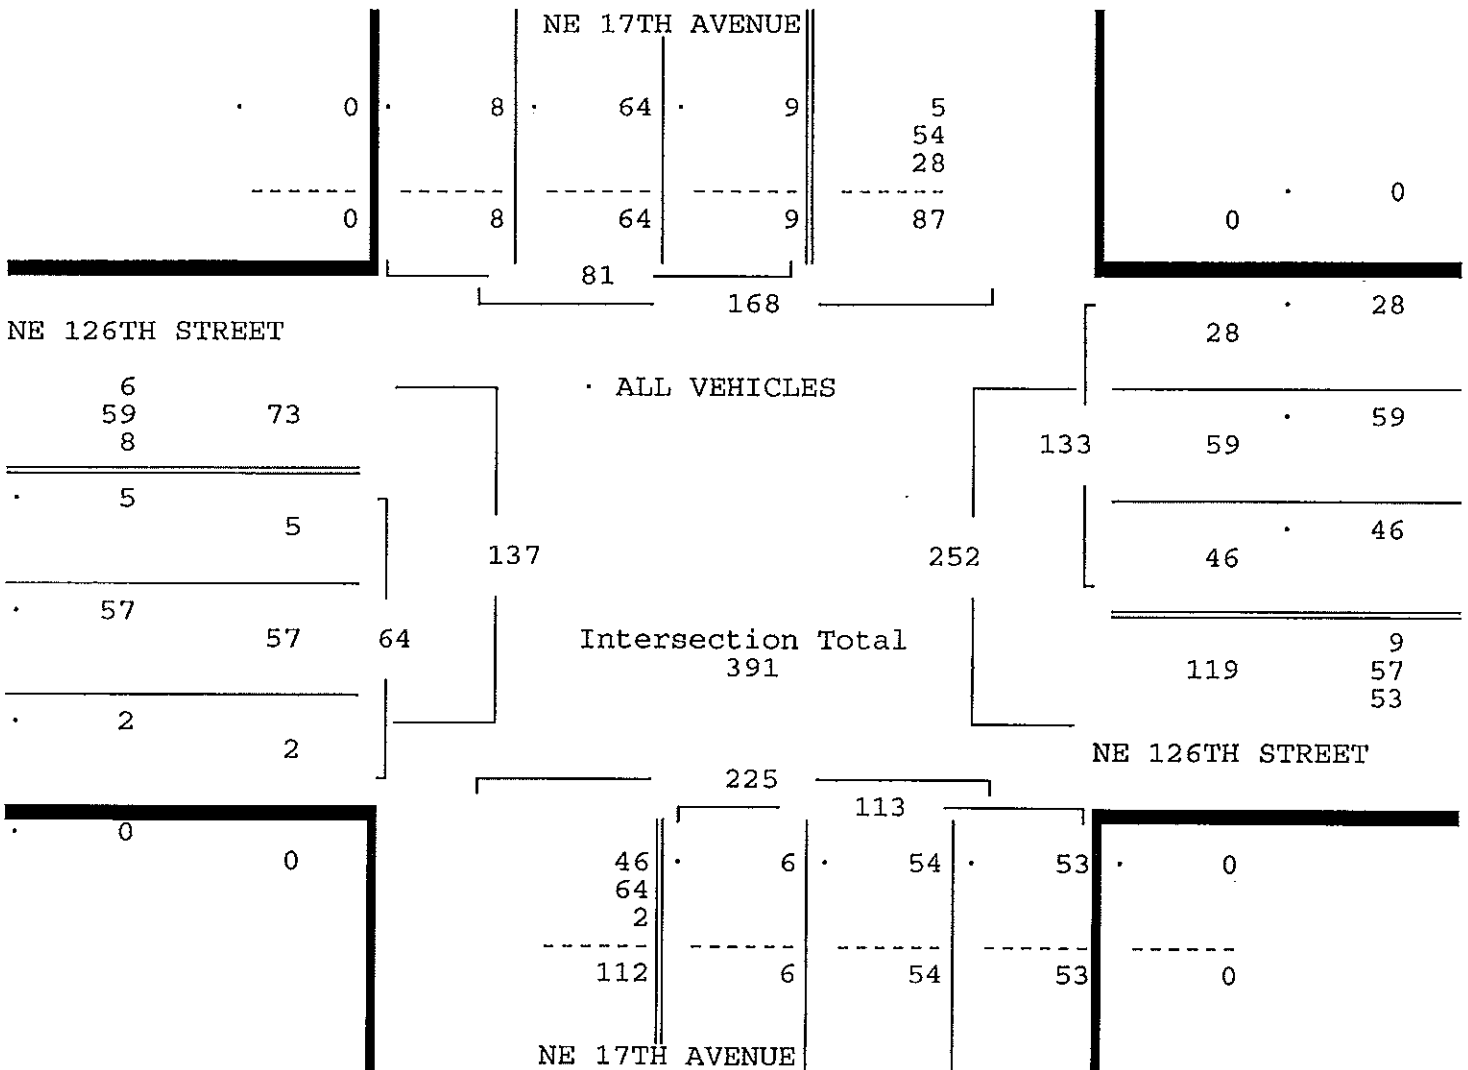 NE 17TH AVENUE
· 0 · 8 · 64 · 9 5
54
28
------ ------ ------ ------ ------
· 0
0 8 64 9 87 0
81
168
· 28
NE 126TH STREET 28
6 · ALL VEHICLES
59 73 · 59
8 133 59
· 5
5 · 46
137 252 46
· 57
57 64 Intersection Total 9
391 119 57
53
· 2
2 NE 126TH STREET
225
113
· 0
0 46 · 6 · 54 · 53 · 0
64
2
------ ------ ------ ------ ------
112 6 54 53 0
NE 17TH AVENUE